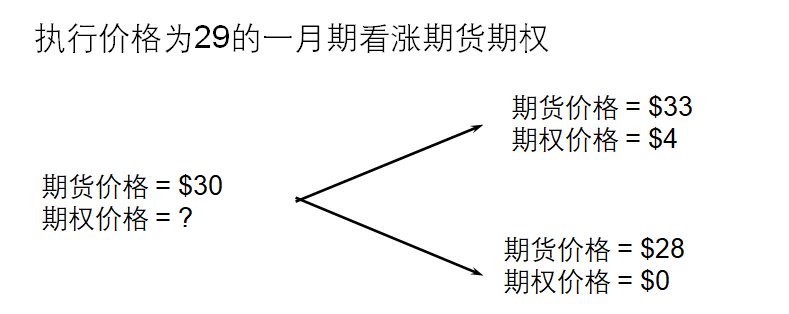 执行价格为29的一月期看涨期货期权
期货价格 = $33
期权价格 = $4
期货价格 = $30
期权价格 = ?
期货价格 = $28
期权价格 = $0